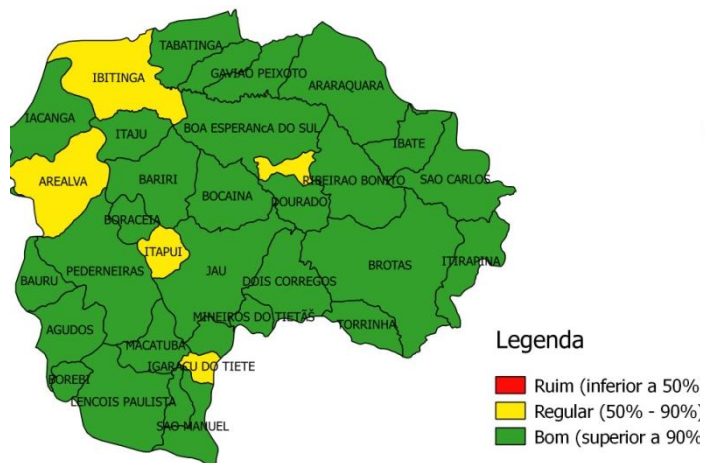 TABATINGA
GAVIAO PEIXOTO
IBITINGA
ARARAQUARA
IACANGA
ITAJU
BOA ESPERANcA DO SUL
IBATE
AREALVA
BARIRI
RIBEIRAO BONITO
SAO CARLOS
BOCAINA
DOURADO
BORACEIA
ITAPUI
BAURU
PEDERNEIRAS
JAU
DOIS CORREGOS
BROTAS
ITIRAPINA
AGUDOS
MINEIROS DO TIETÃŠ
TORRINHA
MACATUBA
IGARAcU DO TIETE
BOREBI
LENCOIS PAULISTA
SAO MANUEL
Legenda
Ruim (inferior a 50%
Regular (50% - 90%)
Bom (superior a 90%